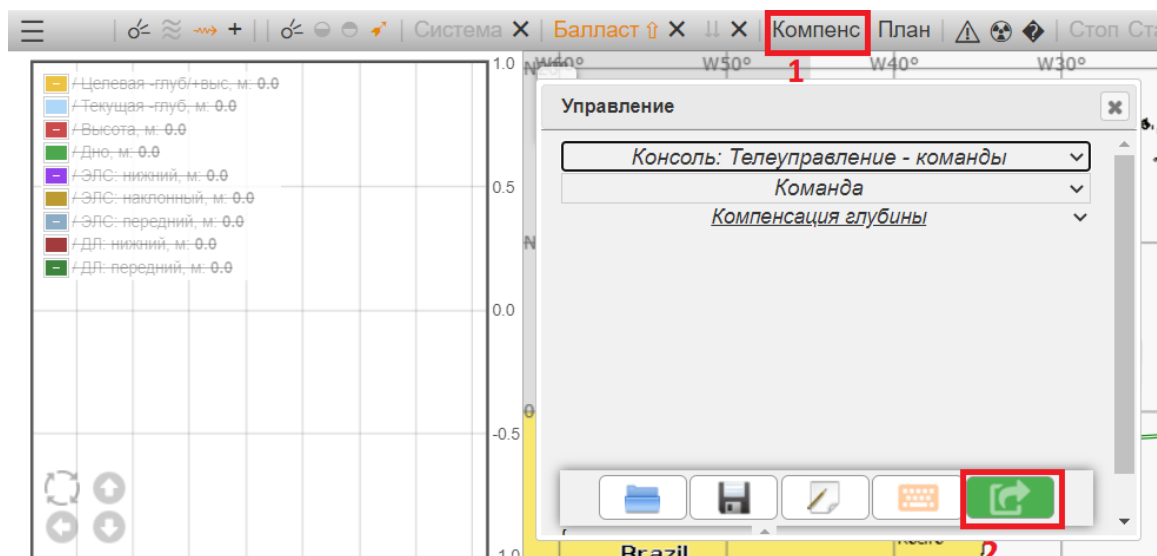 Система ✕ | Балласт ⇧ ✕ ⇊ ✕ | Компенс План | Стоп
1
W50° W40° W30°
/ Целевая -глуб/+выс, м: 0.0
/ Текущая -глуб, м: 0.0
/ Высота, м: 0.0
/ Дно, м: 0.0
/ ЭЛС: нижний, м: 0.0
/ ЭЛС: наклонный, м: 0.0
/ ЭЛС: передний, м: 0.0
/ ДЛ: нижний, м: 0.0
/ ДЛ: передний, м: 0.0
1.0
0.5
0.0
-0.5
-1.0
N
0
Управление
Консоль: Телеуправление - команды
Команда
Компенсация глубины
2
Brazil